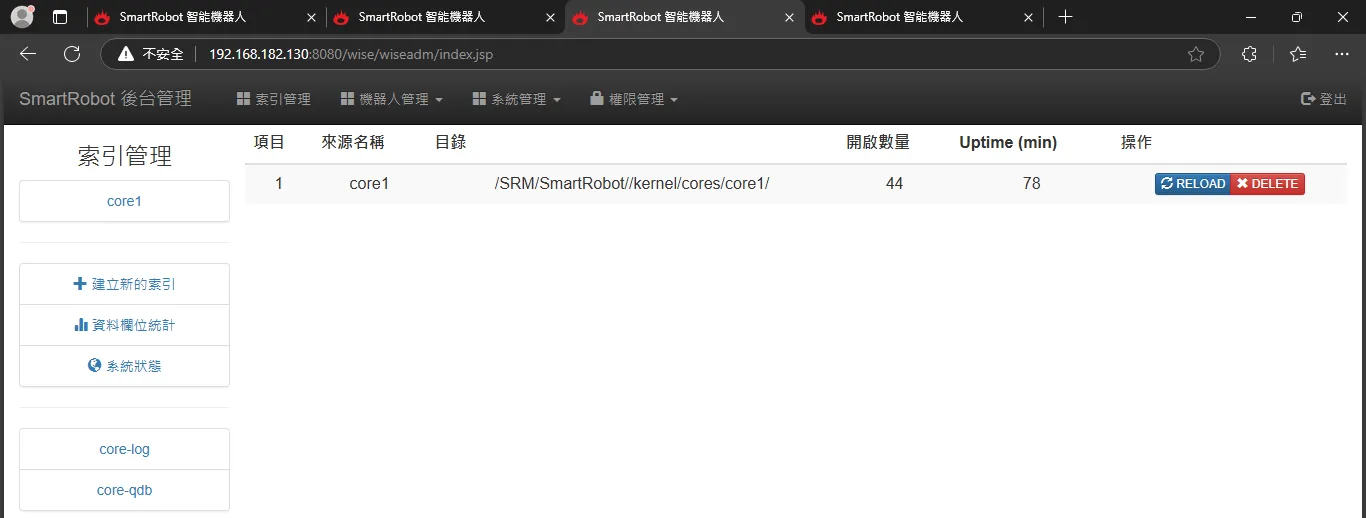 SmartRobot 智能機器人
SmartRobot 智能機器人
SmartRobot 智能機器人
SmartRobot 智能機器人
不安全 192.168.182.130:8080/wise/wiseadm/index.jsp
SmartRobot 後台管理 索引管理 機器人管理 系統管理 權限管理 登出
索引管理
core1
建立新的索引
資料欄位統計
系統狀態
core-log
core-qdb
項目 來源名稱 目錄 開啟數量 Uptime (min) 操作
1 core1 /SRM/SmartRobot//kernel/cores/core1/ 44 78 RELOAD DELETE